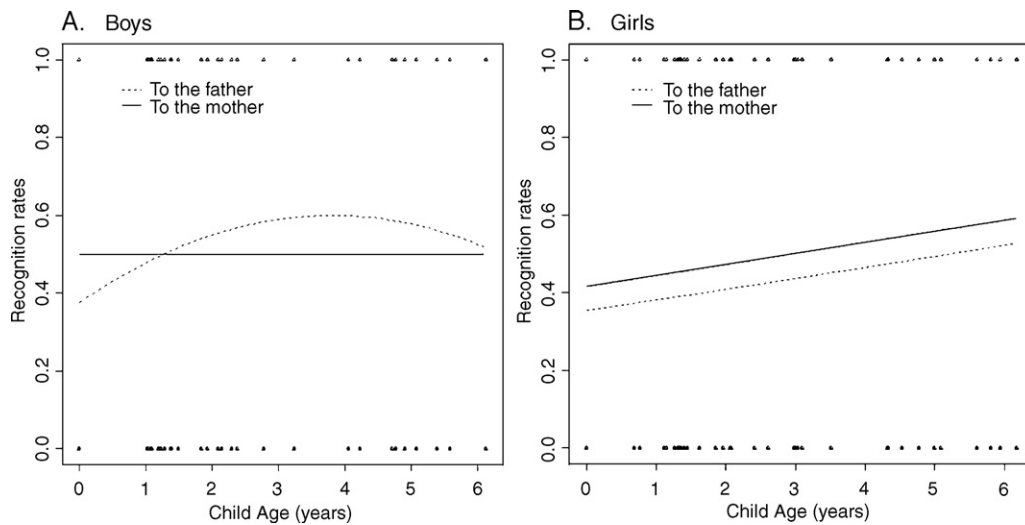 A. Boys
To the father
To the mother
Recognition rates
1.0
0.8
0.6
0.4
0.2
0.0
0 1 2 3 4 5 6
Child Age (years)
B. Girls
To the father
To the mother
Recognition rates
1.0
0.8
0.6
0.4
0.2
0.0
0 1 2 3 4 5 6
Child Age (years)